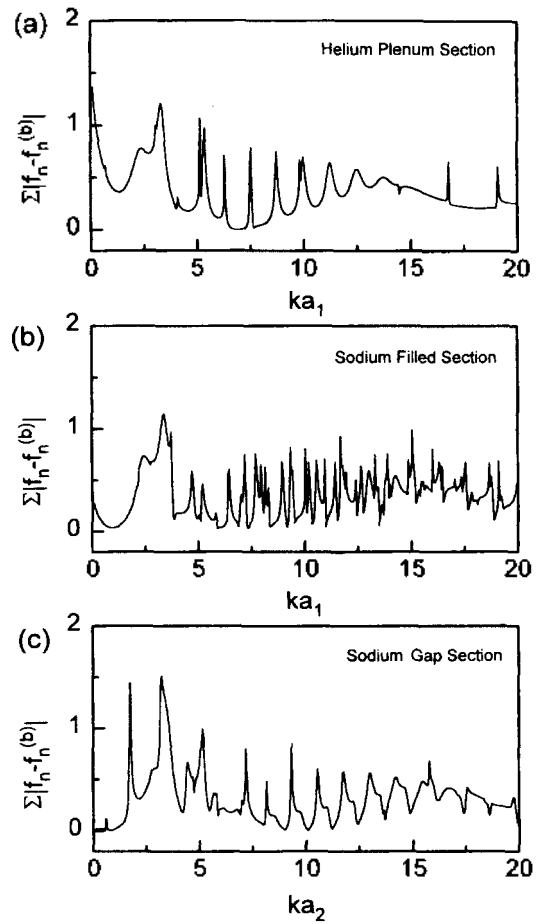 (a)
Helium Plenum Section
Σ|f_n-f_n^(b)|
2
1
0
0 5 10 15 20
ka_1
(b)
Sodium Filled Section
Σ|f_n-f_n^(b)|
2
1
0
0 5 10 15 20
ka_1
(c)
Sodium Gap Section
Σ|f_n-f_n^(b)|
2
1
0
0 5 10 15 20
ka_2